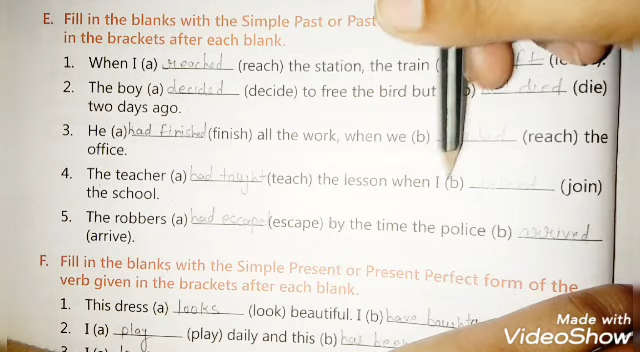 E. Fill in the blanks with the Simple Past or Past
in the brackets after each blank.
1. When I (a) reached (reach) the station, the train (
2. The boy (a) decided (decide) to free the bird but died (die)
two days ago.
3. He (a) had finished (finish) all the work, when we (b) (reach) the
office.
4. The teacher (a) had taught (teach) the lesson when I (b) (join)
the school.
5. The robbers (a) had escape (escape) by the time the police (b) arrived
(arrive).
F. Fill in the blanks with the Simple Present or Present Perfect form of the
verb given in the brackets after each blank.
1. This dress (a) looks (look) beautiful. I (b) have bought
2. I (a) play (play) daily and this (b) has
Made with
VideoShow